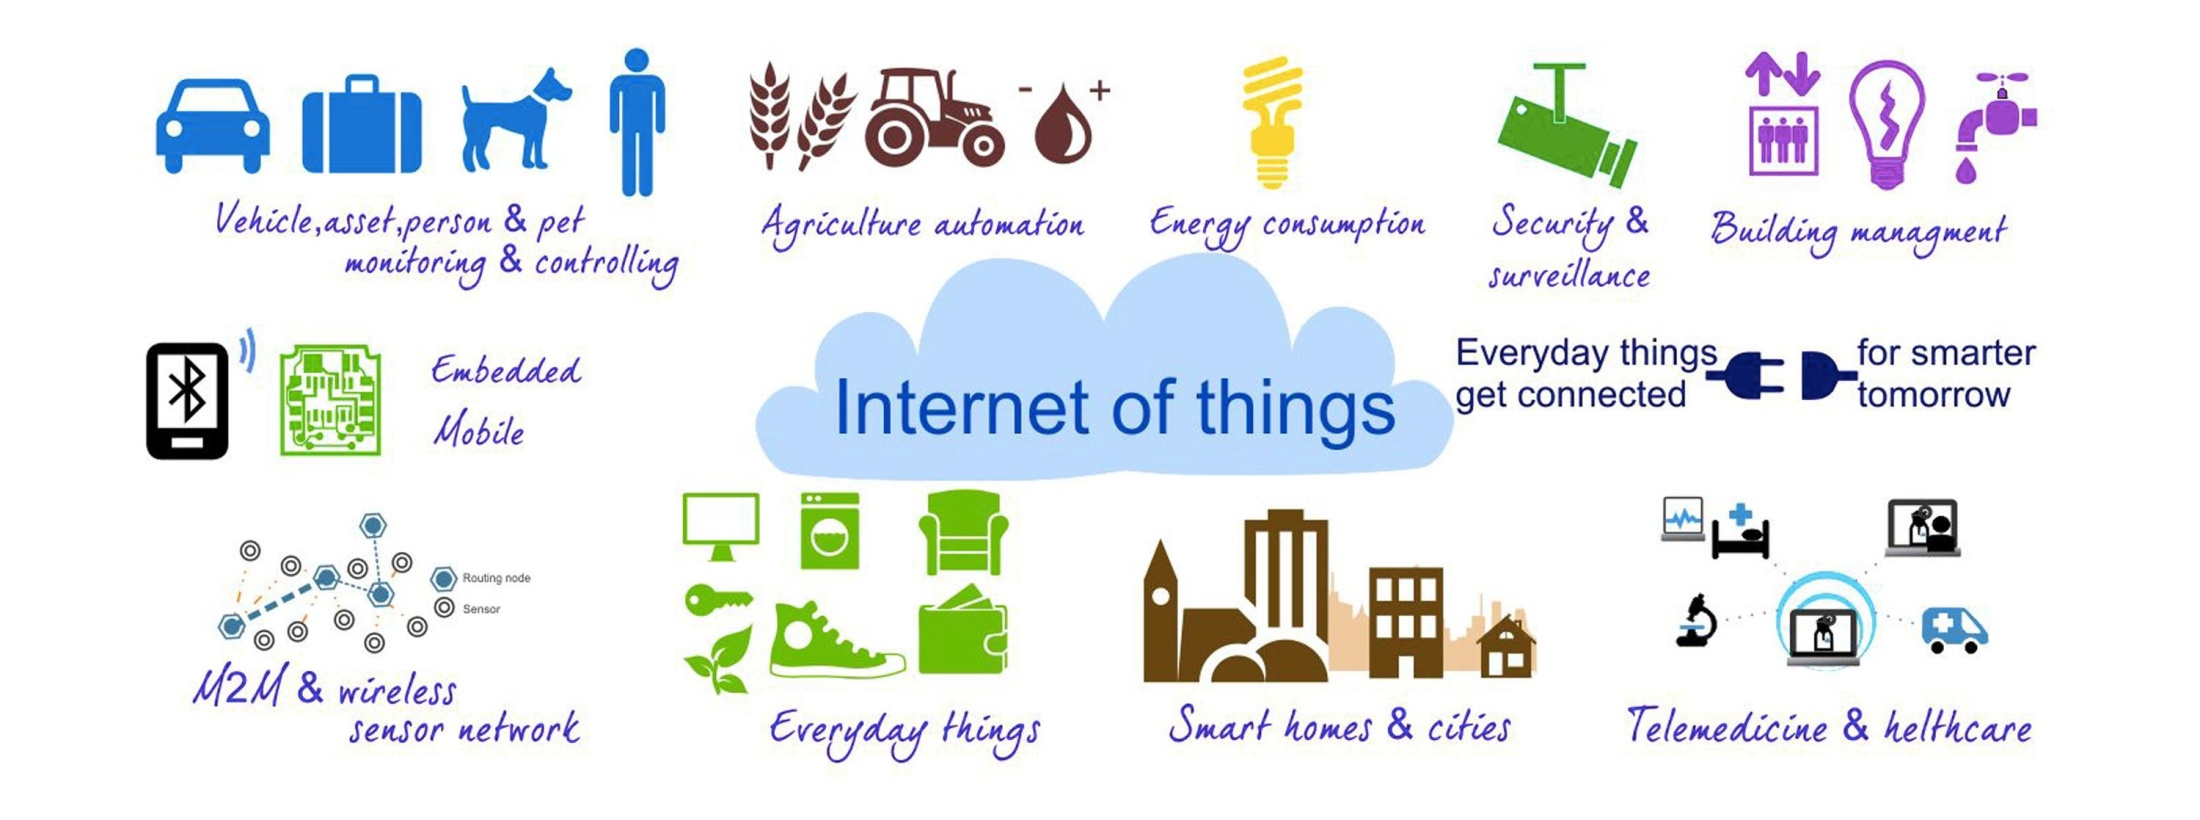 Vehicle,asset,person & pet
monitoring & controlling
Agriculture automation
Energy consumption
Security &
surveillance
Building managment
Embedded
Mobile
Internet of things
Everyday things
get connected
for smarter
tomorrow
Routing node
Sensor
M2M & wireless
sensor network
Everyday things
Smart homes & cities
Telemedicine & helthcare